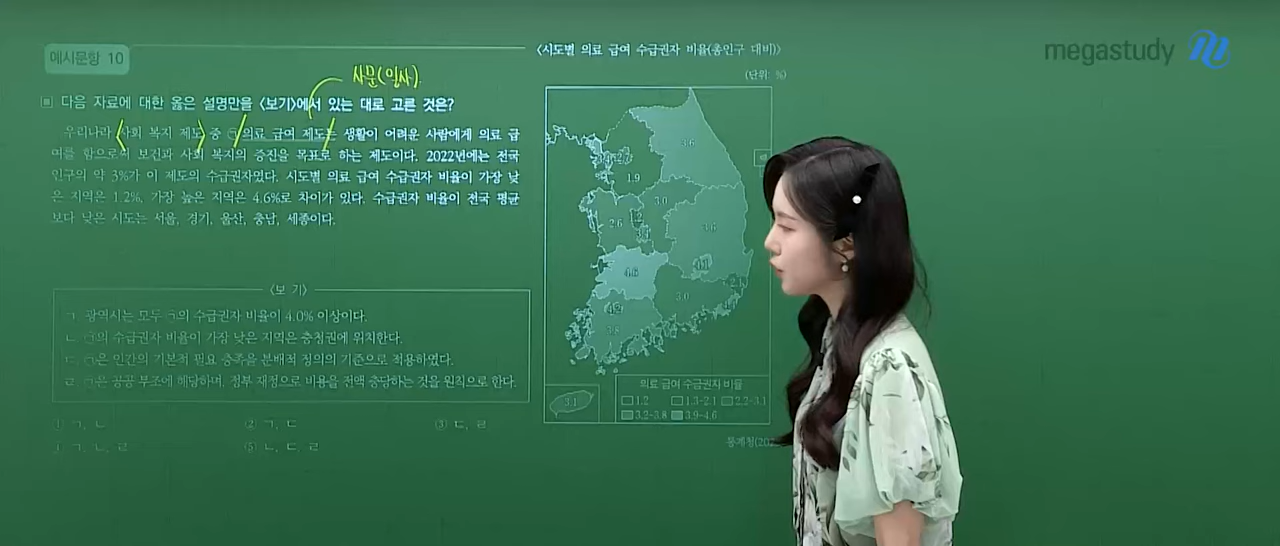 예시문항 10
〈시도별 의료 급여 수급권자 비율(총인구 대비)〉
megastudy
(단위: %)
사문(임사)
다음 자료에 대한 옳은 설명만을 〈보기〉에서 있는 대로 고른 것은?
우리나라 사회 복지 제도 중 ㉠의료 급여 제도는 생활이 어려운 사람에게 의료 급
여를 함으로써 보건과 사회 복지의 증진을 목표로 하는 제도이다. 2022년에는 전국
인구의 약 3%가 이 제도의 수급권자였다. 시도별 의료 급여 수급권자 비율이 가장 낮
은 지역은 1.2%, 가장 높은 지역은 4.6%로 차이가 있다. 수급권자 비율이 전국 평균
보다 낮은 시도는 서울, 경기, 울산, 충남, 세종이다.
〈보 기〉
ㄱ. 광역시는 모두 ㉠의 수급권자 비율이 4.0% 이상이다.
ㄴ. ㉠의 수급권자 비율이 가장 낮은 지역은 충청권에 위치한다.
ㄷ. ㉠은 인간의 기본적 필요 충족을 분배적 정의의 기준으로 적용하였다.
ㄹ. ㉠은 공공 부조에 해당하며, 정부 재정으로 비용을 전액 충당하는 것을 원칙으로 한다.
① ㄱ, ㄴ
② ㄱ, ㄷ
③ ㄷ, ㄹ
④ ㄱ, ㄴ, ㄹ
⑤ ㄴ, ㄷ, ㄹ
3.6
1.9
3.0
2.6
3.6
4.6
4.1
3.0
2.1
4.2
3.8
3.1
의료 급여 수급권자 비율
1.2
1.3-2.1
2.2-3.1
3.2-3.8
3.9-4.6
통계청(202